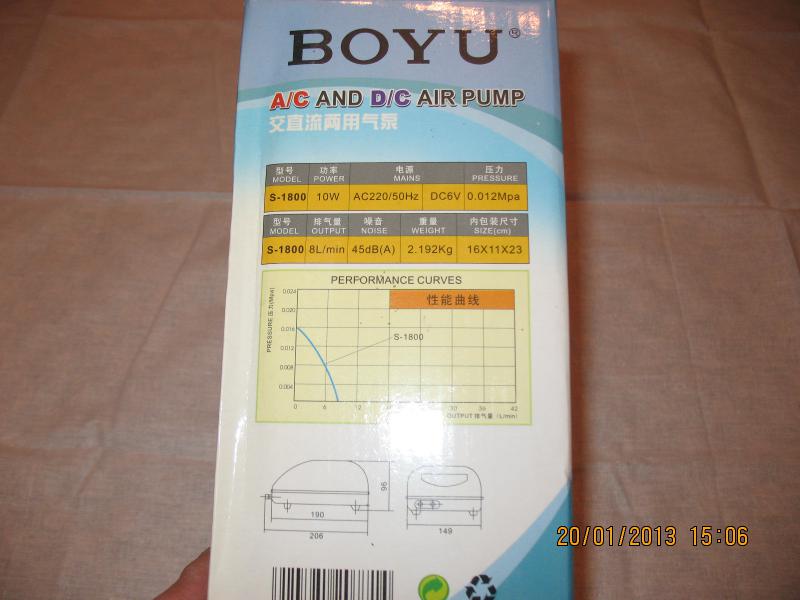 BOYU®
A/C AND D/C AIR PUMP
交直流两用气泵
型号 功率 电源 压力
MODEL POWER MAINS PRESSURE
S-1800 10W AC220/50Hz DC6V 0.012Mpa
型号 排气量 噪音 重量 内包装尺寸
MODEL OUTPUT NOISE WEIGHT SIZE(cm)
S-1800 8L/min 45dB(A) 2.192Kg 16X11X23
PERFORMANCE CURVES
性能曲线
PRESSURE 压力(Mpa)
0.024
0.020
0.016
0.012
0.008
0.004
S-1800
0 6 12 30 36 42
OUTPUT 排气量 (L/min)
96
190
206
149
20/01/2013 15:06